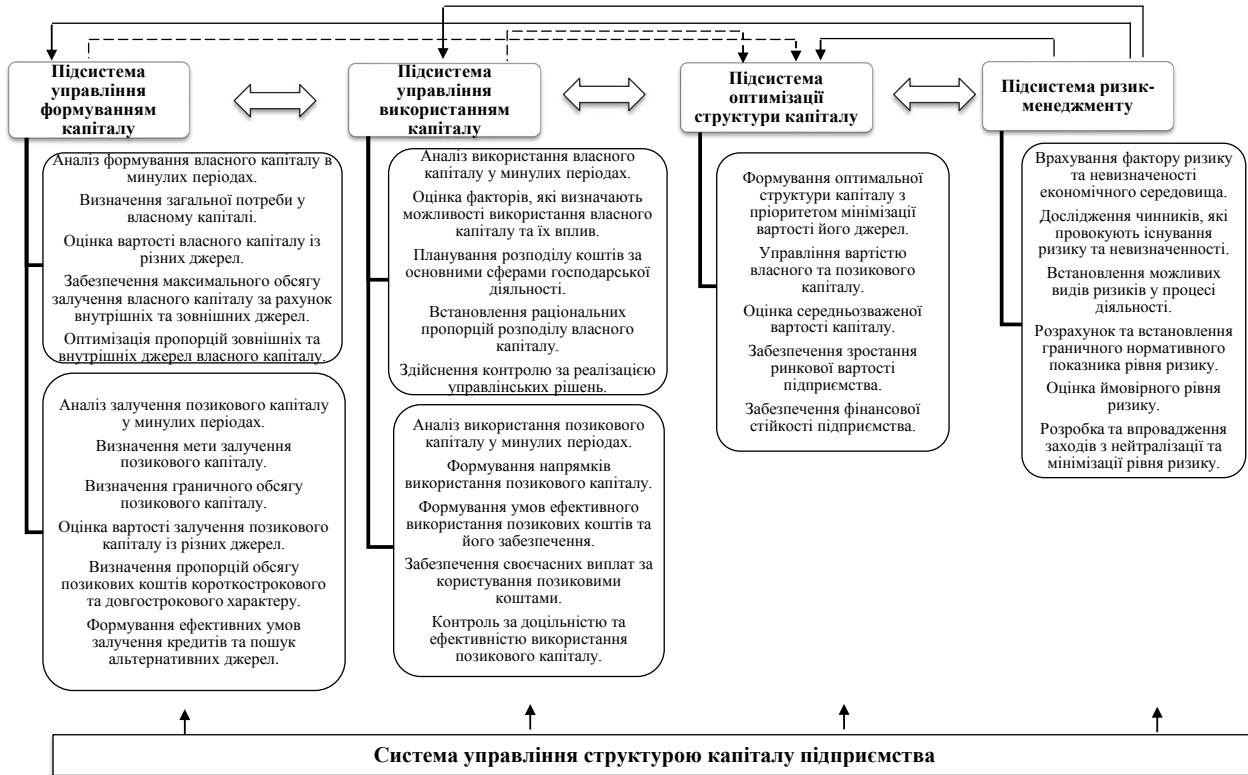 Підсистема
управління
формуванням
капіталу
Підсистема
управління
використанням
капіталу
Підсистема
оптимізації
структури капіталу
Підсистема ризик-
менеджменту
Аналіз формування власного капіталу в
минулих періодах.
Визначення загальної потреби у
власному капіталі.
Оцінка вартості власного капіталу із
різних джерел.
Забезпечення максимального обсягу
залучення власного капіталу за рахунок
внутрішніх та зовнішніх джерел.
Оптимізація пропорцій зовнішніх та
внутрішніх джерел власного капіталу.
Аналіз залучення позикового капіталу
у минулих періодах.
Визначення мети залучення
позикового капіталу.
Визначення граничного обсягу
позикового капіталу.
Оцінка вартості залучення позикового
капіталу із різних джерел.
Визначення пропорцій обсягу
позикових коштів короткострокового
та довгострокового характеру.
Формування ефективних умов
залучення кредитів та пошук
альтернативних джерел.
Аналіз використання власного
капіталу у минулих періодах.
Оцінка факторів, які визначають
можливості використання власного
капіталу та їх вплив.
Планування розподілу коштів за
основними сферами господарської
діяльності.
Встановлення раціональних
пропорцій розподілу власного
капіталу.
Здійснення контролю за реалізацією
управлінських рішень.
Аналіз використання позикового
капіталу у минулих періодах.
Формування напрямків
використання позикового капіталу.
Формування умов ефективного
використання позикових коштів та
його забезпечення.
Забезпечення своєчасних виплат за
користування позиковими
коштами.
Контроль за доцільністю та
ефективністю використання
позикового капіталу.
Формування оптимальної
структури капіталу з
пріоритетом мінімізації
вартості його джерел.
Управління вартістю
власного та позикового
капіталу.
Оцінка середньозваженої
вартості капіталу.
Забезпечення зростання
ринкової вартості
підприємства.
Забезпечення фінансової
стійкості підприємства.
Врахування фактору ризику
та невизначеності
економічного середовища.
Дослідження чинників, які
провокують існування
ризику та невизначенності.
Встановлення можливих
видів ризиків у процесі
діяльності.
Розрахунок та встановлення
граничного нормативного
показника рівня ризику.
Оцінка ймовірного рівня
ризику.
Розробка та впровадження
заходів з нейтралізації та
мінімізації рівня ризику.
Система управління структурою капіталу підприємства